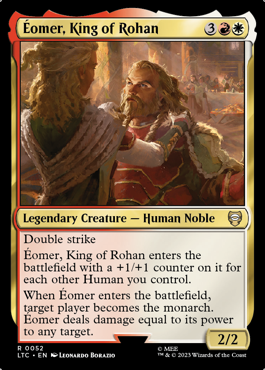 Éomer, King of Rohan 3
Legendary Creature — Human Noble
Double strike
Éomer, King of Rohan enters the
battlefield with a +1/+1 counter on it for
each other Human you control.
When Éomer enters the battlefield,
target player becomes the monarch.
Éomer deals damage equal to its power
to any target.
2/2
R 0052
LTC • EN Leonardo Borazio
© MEE
™ & © 2023 Wizards of the Coast